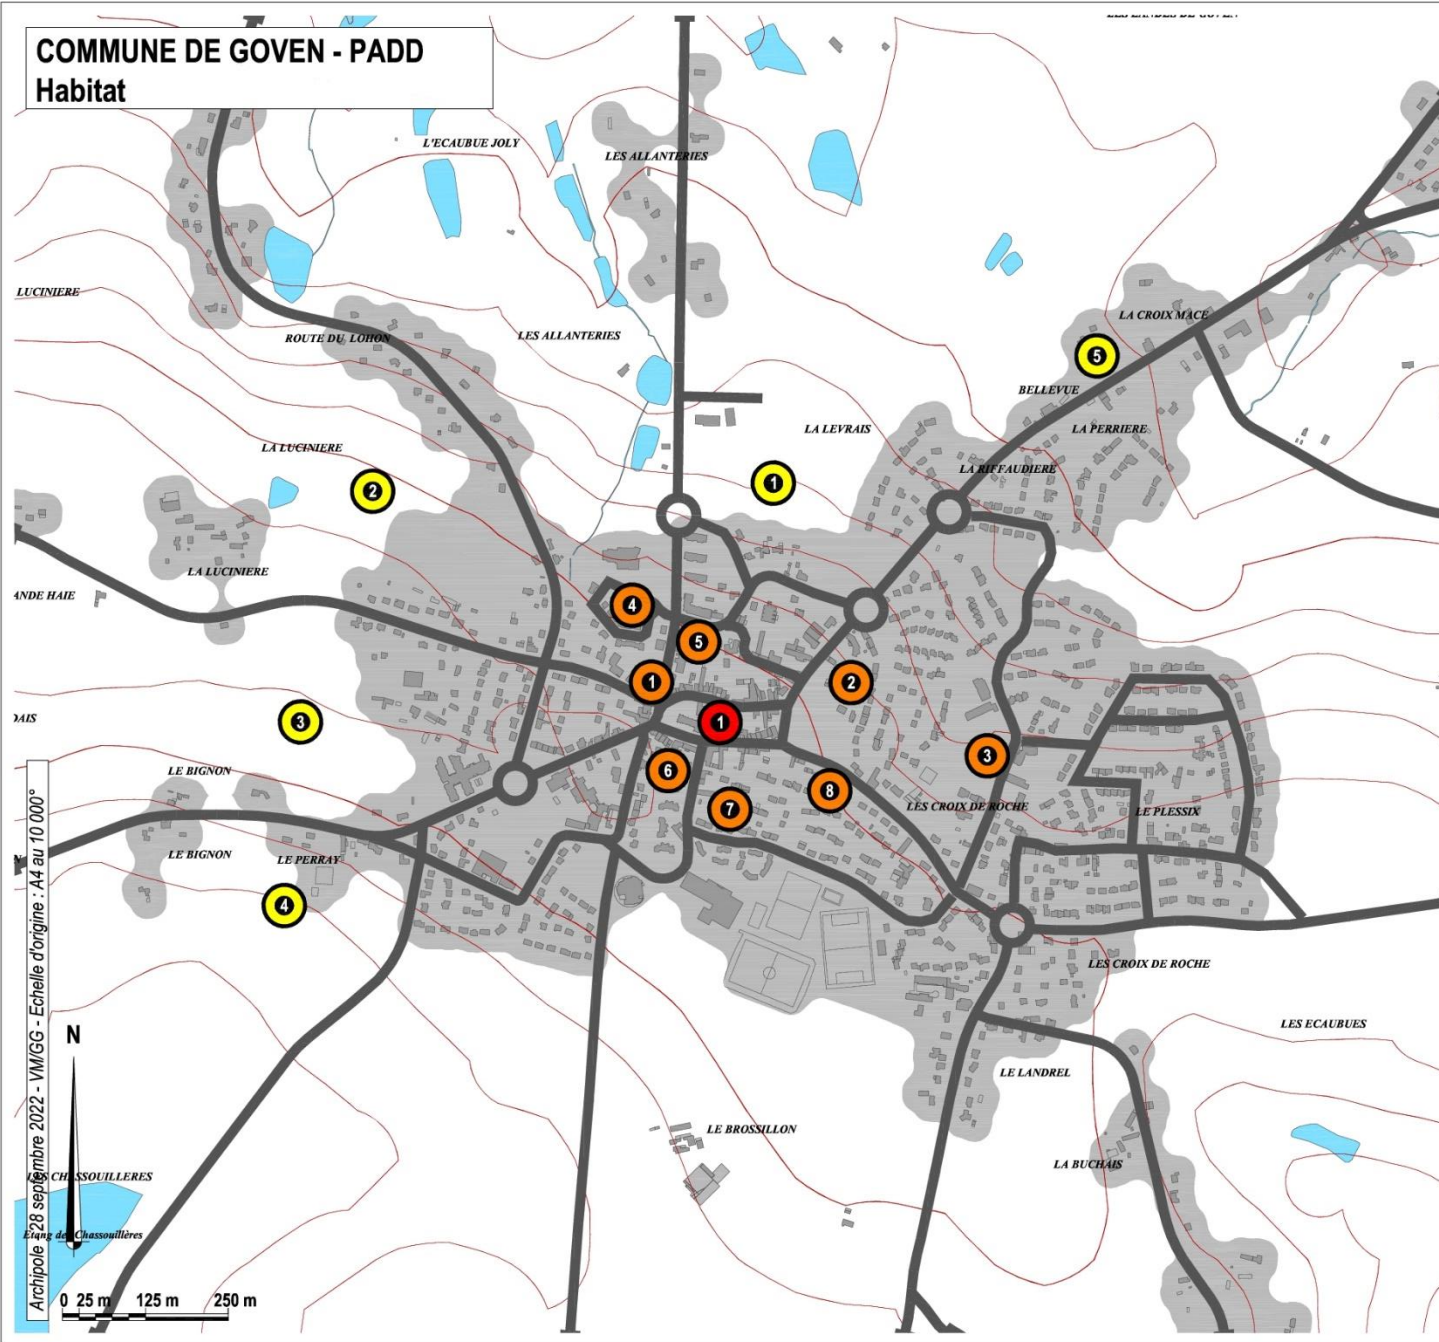 COMMUNE DE GOVEN - PADD
Habitat
L'ECAUBUE JOLY
LES ALLANTERIES
LUCINIERE
ROUTE DU LOHON
LES ALLANTERIES
LA CROIX MACE
5
BELLEVUE
LA LEVRAIS
LA PERRIERE
LA LUCINIERE
LA RIFFAUDIERE
2
1
LA LUCINIERE
ANDE HAIE
4
5
1
2
3
1
DAIS
3
6
LE BIGNON
7
8
LES CROIX DE ROCHE
LE PLESSIX
LE BIGNON
LE PERRAY
4
LES CROIX DE ROCHE
LES ECAUBUES
N
LE LANDREL
LE BROSSILLON
LA BUCHAIS
LES CHASSOUILLERES
Etang des Chassouillères
0 25 m 125 m 250 m
Archipole - 28 septembre 2022 - VM/GG - Echelle d'origine : A4 au 10 000°